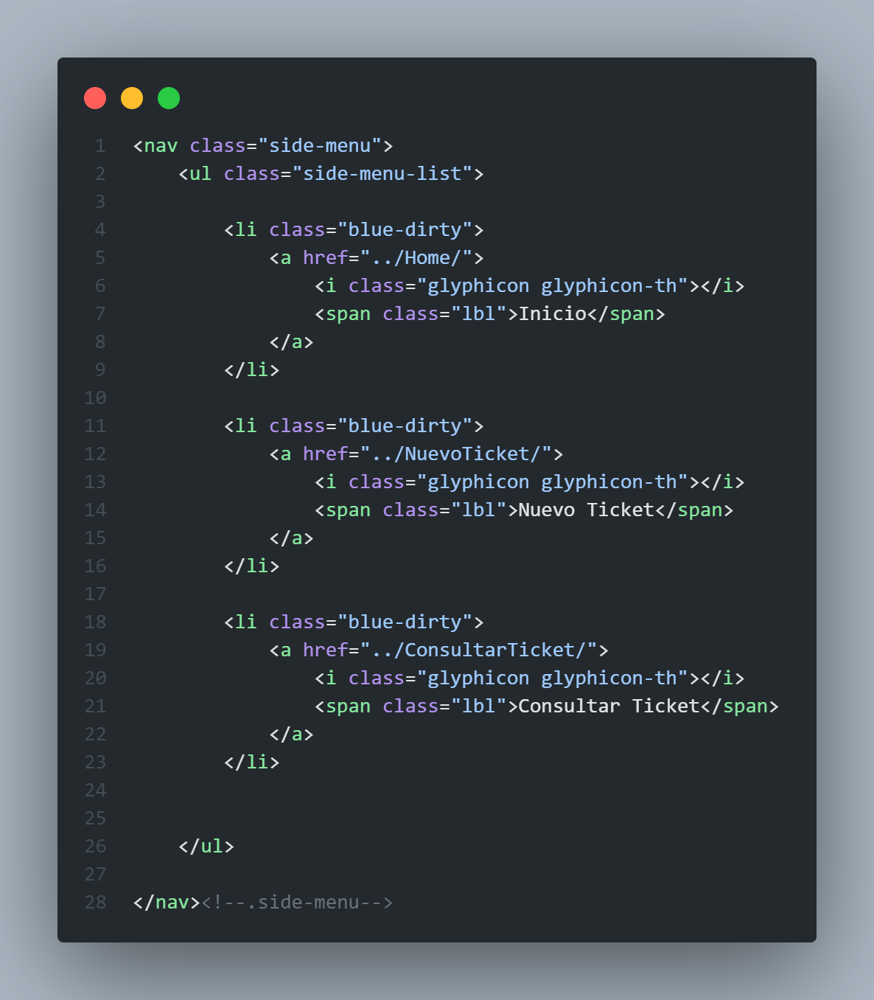 1 <nav class="side-menu">
2     <ul class="side-menu-list">
3
4         <li class="blue-dirty">
5             <a href="../Home/">
6                 <i class="glyphicon glyphicon-th"></i>
7                 <span class="lbl">Inicio</span>
8             </a>
9         </li>
10
11         <li class="blue-dirty">
12             <a href="../NuevoTicket/">
13                 <i class="glyphicon glyphicon-th"></i>
14                 <span class="lbl">Nuevo Ticket</span>
15             </a>
16         </li>
17
18         <li class="blue-dirty">
19             <a href="../ConsultarTicket/">
20                 <i class="glyphicon glyphicon-th"></i>
21                 <span class="lbl">Consultar Ticket</span>
22             </a>
23         </li>
24
25
26     </ul>
27
28 </nav><!--.side-menu-->